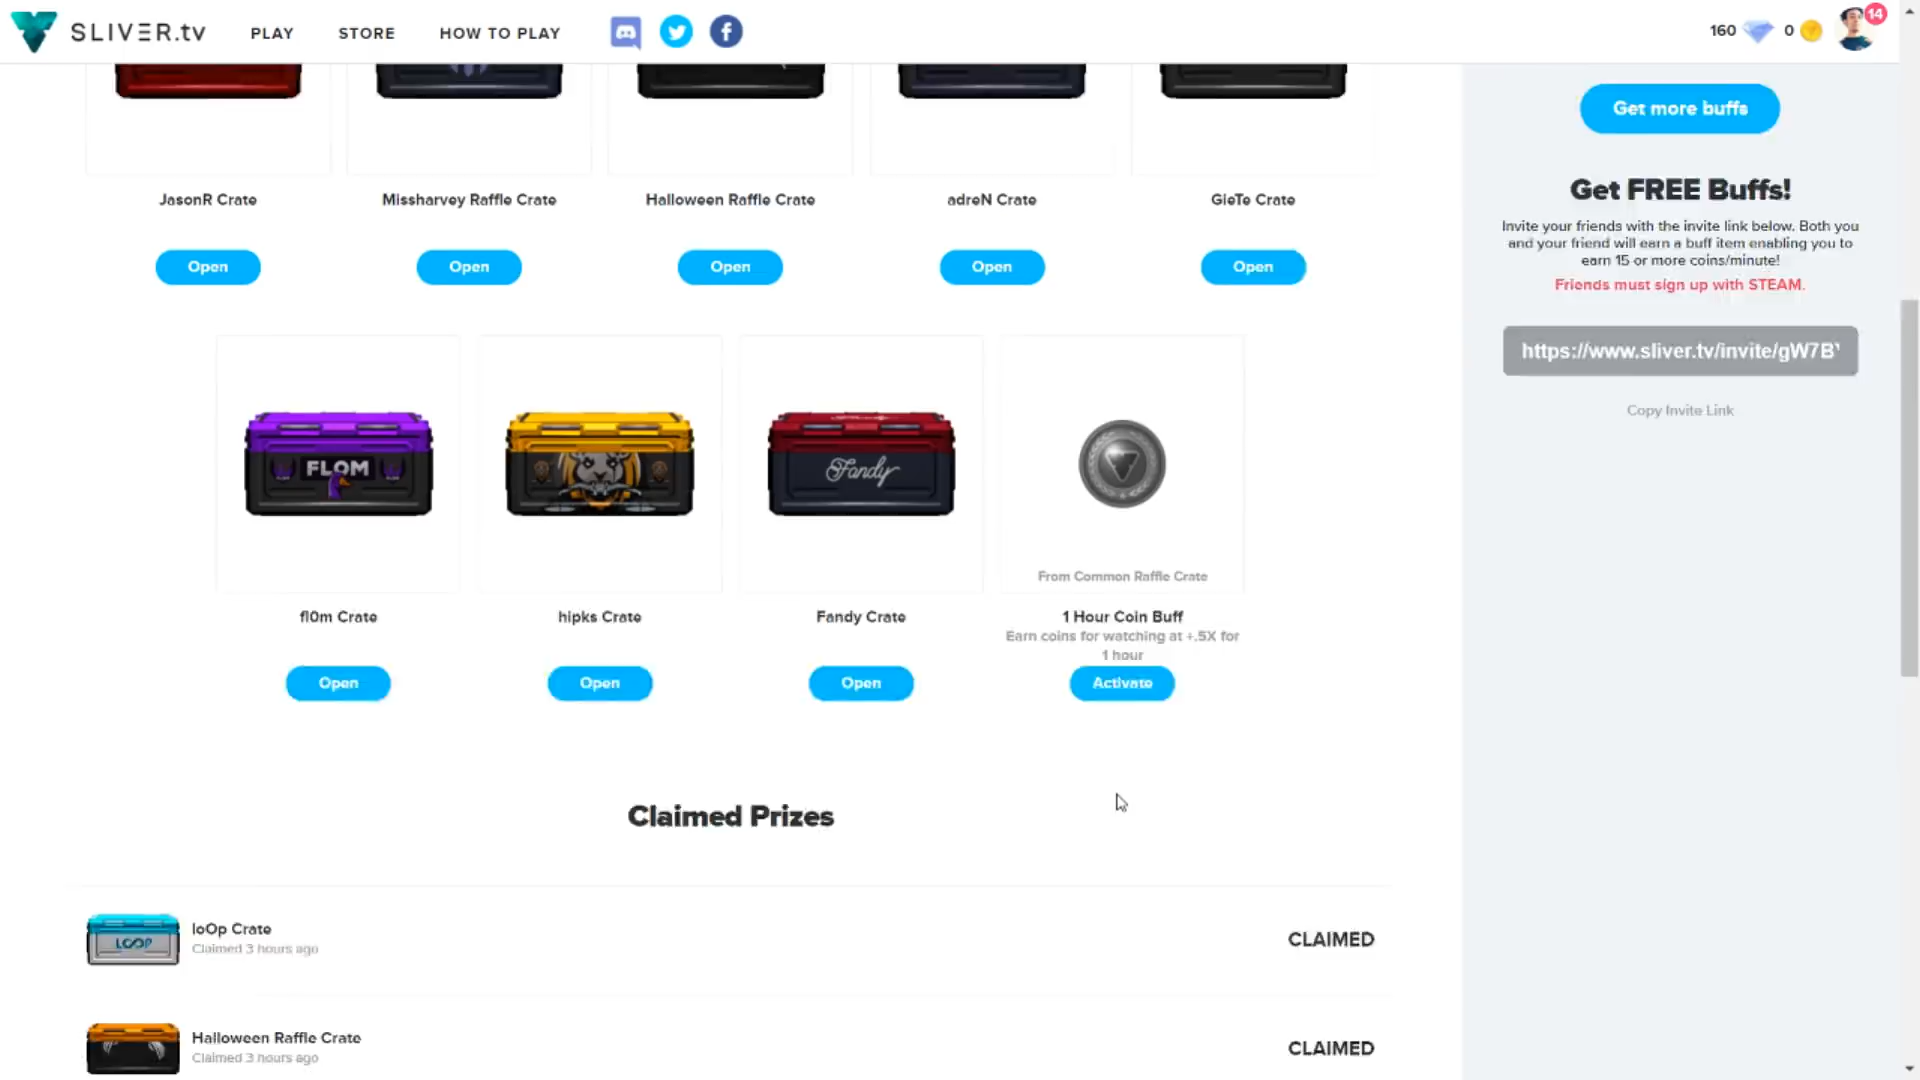 SLIVER.tv
PLAY
STORE
HOW TO PLAY
160
0
14
JasonR Crate
Missharvey Raffle Crate
Halloween Raffle Crate
adreN Crate
GieTe Crate
Open
Open
Open
Open
Open
FLOM
Fandy
From Common Raffle Crate
fl0m Crate
hipks Crate
Fandy Crate
1 Hour Coin Buff
Earn coins for watching at +.5X for
1 hour
Open
Open
Open
Activate
Claimed Prizes
LOOP
loOp Crate
Claimed 3 hours ago
CLAIMED
Halloween Raffle Crate
Claimed 3 hours ago
CLAIMED
Get more buffs
Get FREE Buffs!
Invite your friends with the invite link below. Both you
and your friend will earn a buff item enabling you to
earn 15 or more coins/minute!
Friends must sign up with STEAM.
https://www.sliver.tv/invite/gW7B
Copy Invite Link